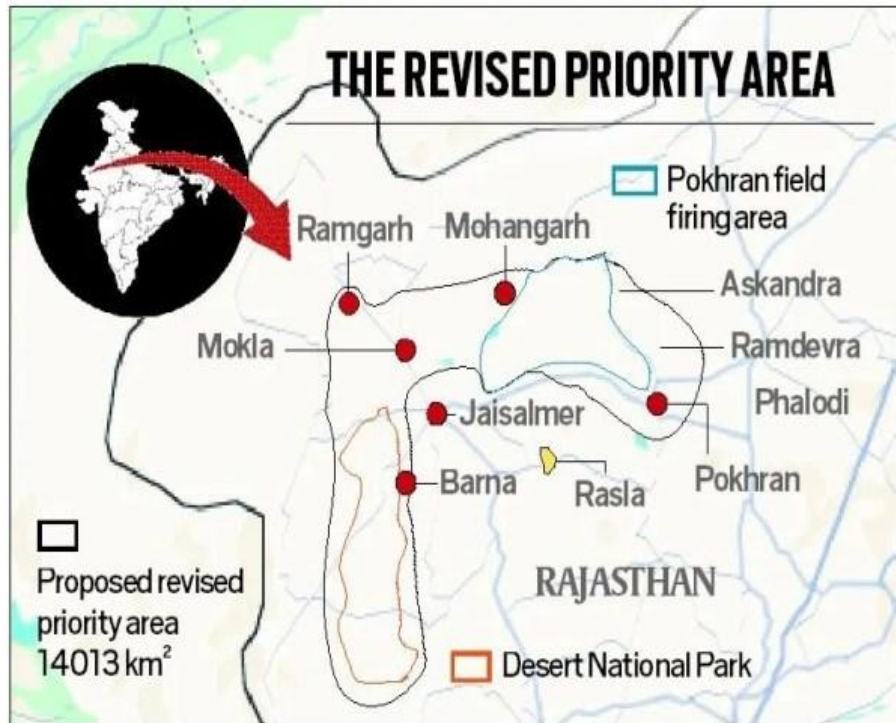 THE REVISED PRIORITY AREA
Pokhran field
firing area
Ramgarh
Mohangarh
Askandra
Mokla
Ramdevra
Jaisalmer
Phalodi
Barna
Rasla
Pokhran
Proposed revised
priority area
14013 km²
RAJASTHAN
Desert National Park